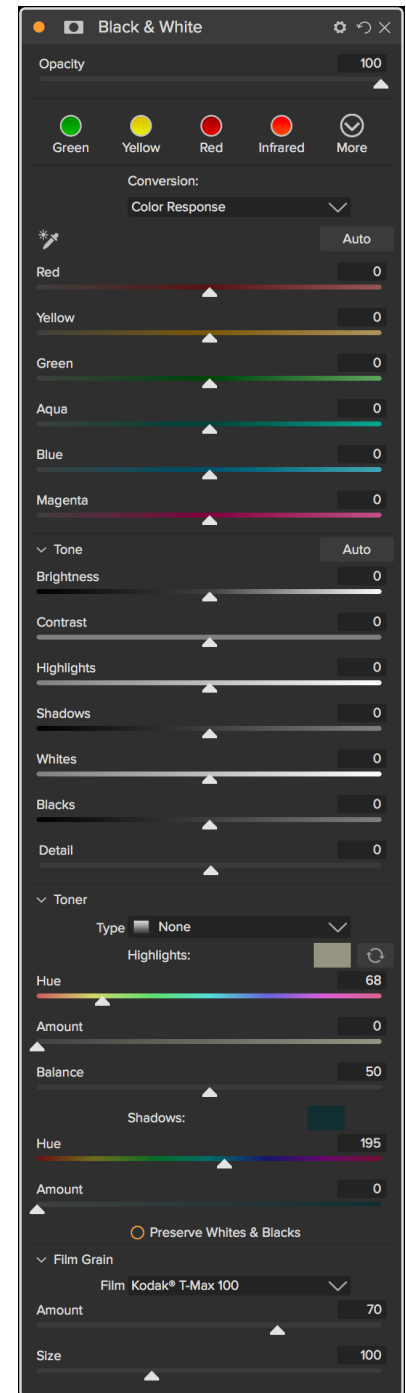 Black & White
Opacity 100
Green Yellow Red Infrared More
Conversion:
Color Response
Auto
Red 0
Yellow 0
Green 0
Aqua 0
Blue 0
Magenta 0
Tone Auto
Brightness 0
Contrast 0
Highlights 0
Shadows 0
Whites 0
Blacks 0
Detail 0
Toner
Type None
Highlights:
Hue 68
Amount 0
Balance 50
Shadows:
Hue 195
Amount 0
Preserve Whites & Blacks
Film Grain
Film Kodak® T-Max 100
Amount 70
Size 100